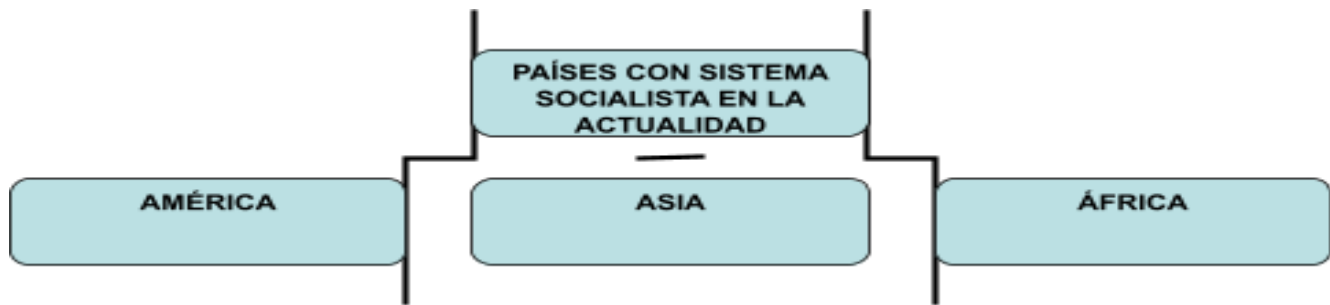 PAÍSES CON SISTEMA
SOCIALISTA EN LA
ACTUALIDAD
AMÉRICA
ASIA
ÁFRICA